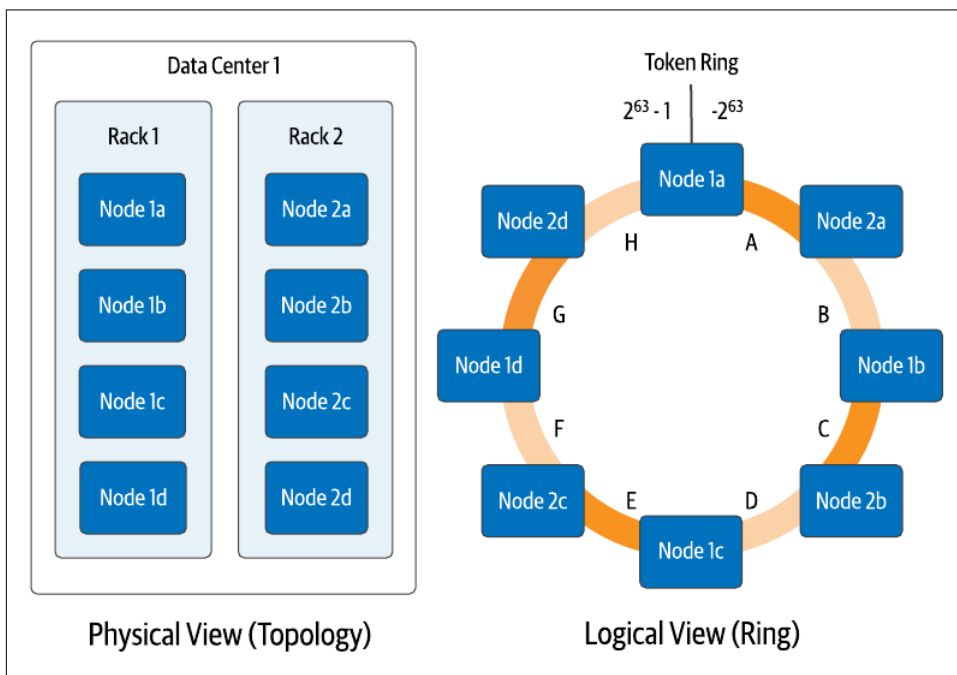 Data Center 1
Rack 1
Node 1a
Node 1b
Node 1c
Node 1d
Rack 2
Node 2a
Node 2b
Node 2c
Node 2d
Physical View (Topology)
Token Ring
2⁶³ - 1
-2⁶³
Node 1a
A
Node 2a
B
Node 1b
C
Node 2b
D
Node 1c
E
Node 2c
F
Node 1d
G
Node 2d
H
Logical View (Ring)